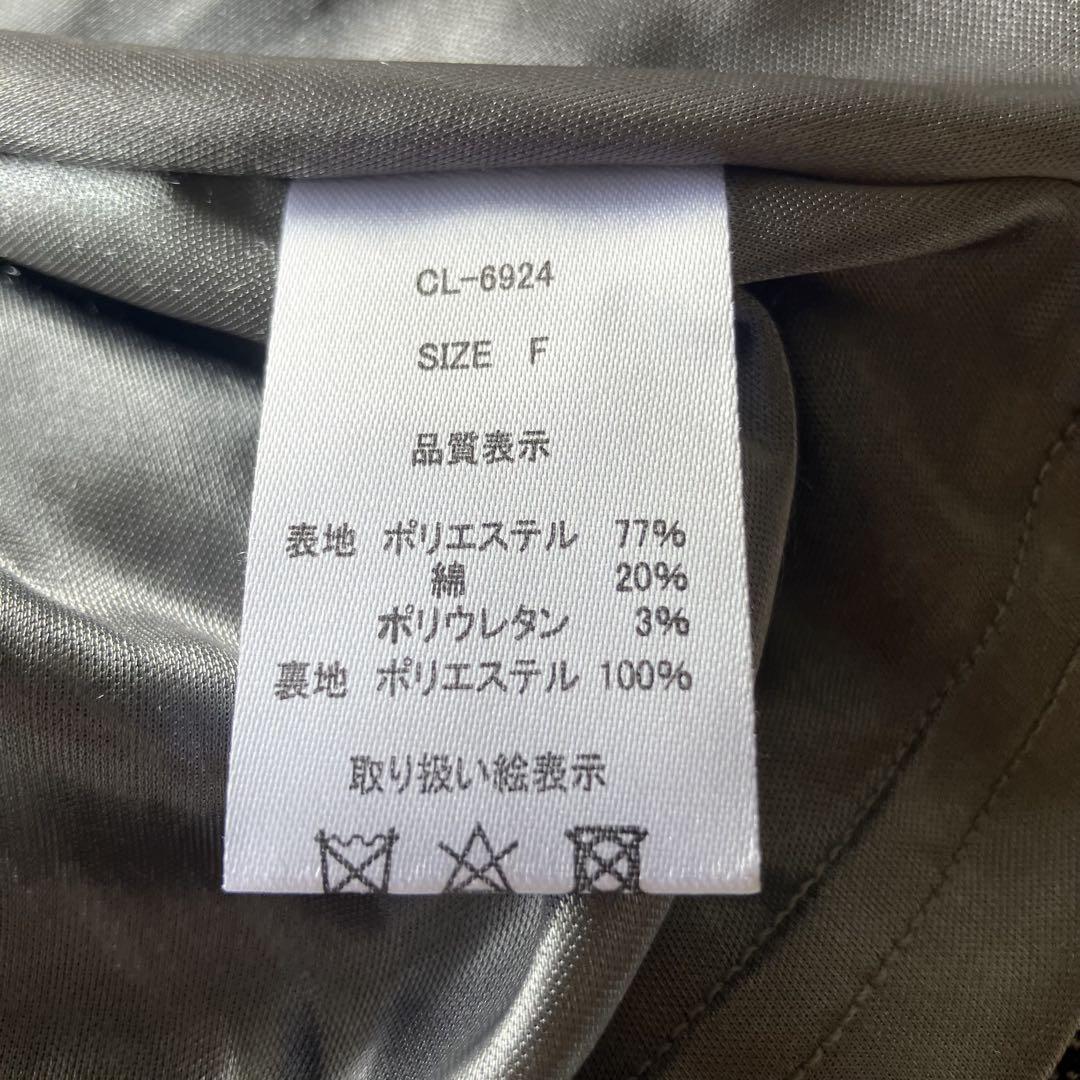 CL-6924
SIZE F
品質表示
表地 ポリエステル 77%
綿 20%
ポリウレタン 3%
裏地 ポリエステル 100%
取り扱い絵表示